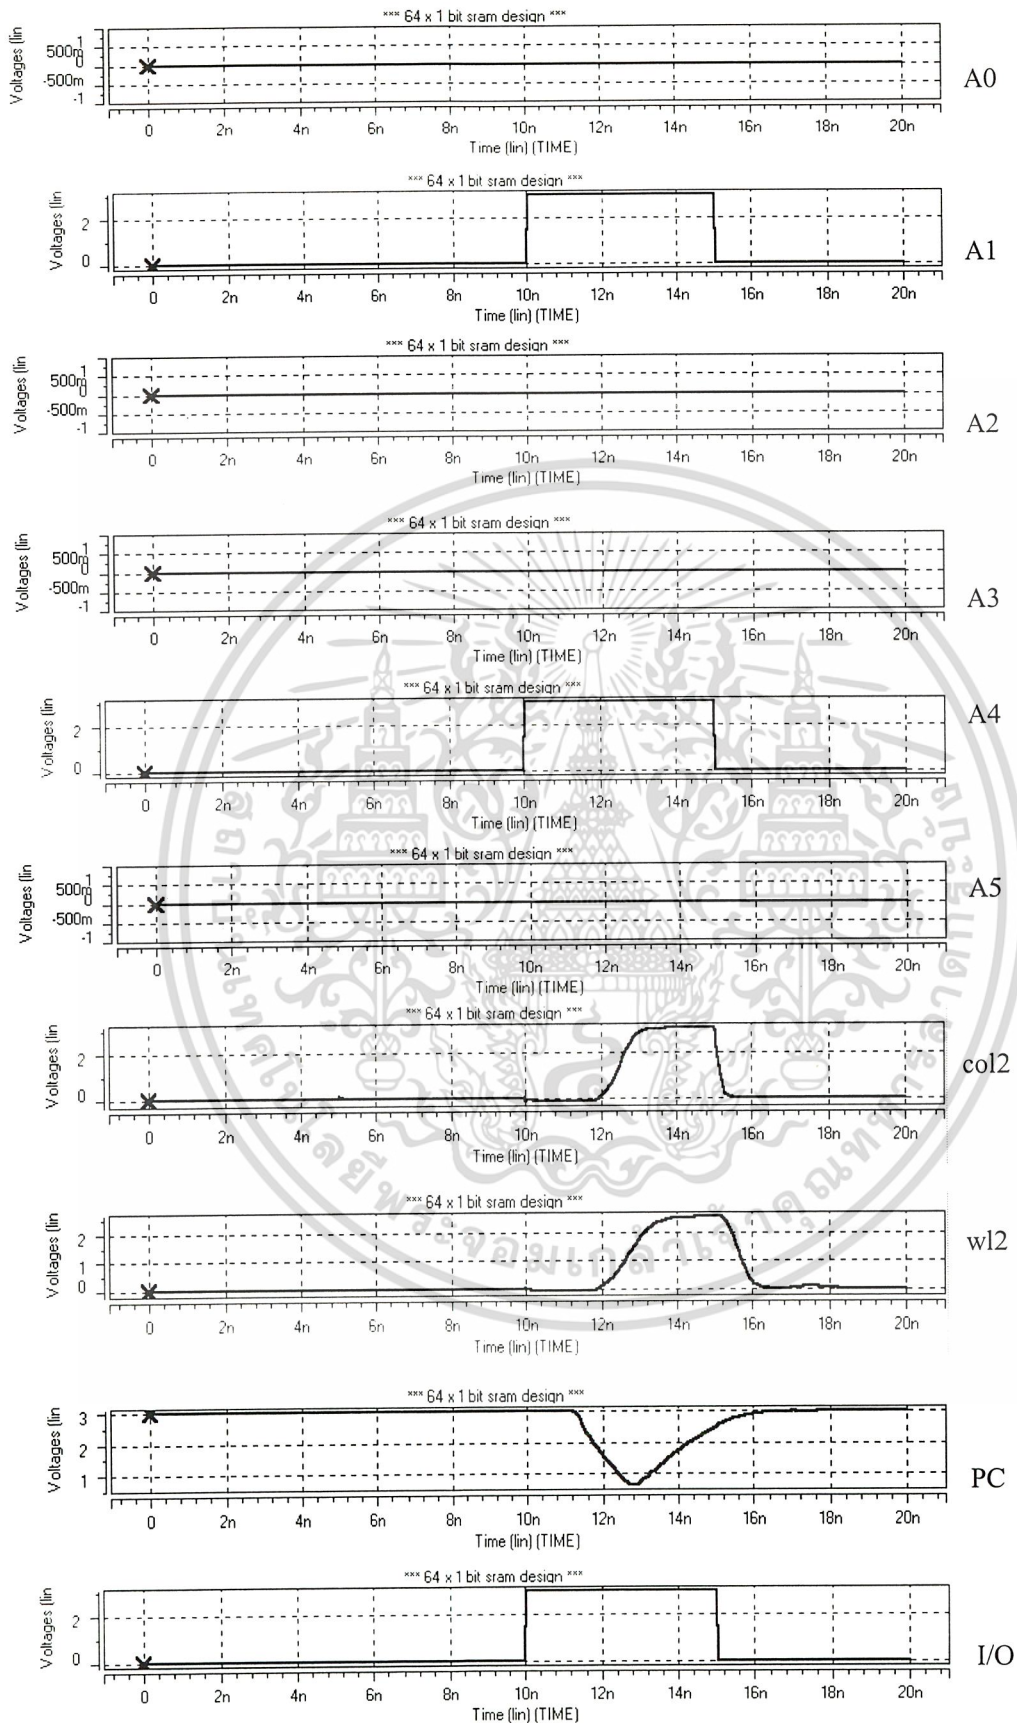 *** 64 x 1 bit sram design ***
Voltages (lin
1
500m
0
-500m
-1
A0
0 2n 4n 6n 8n 10n 12n 14n 16n 18n 20n
Time (lin) (TIME)
*** 64 x 1 bit sram design ***
Voltages (lin
2
0
A1
0 2n 4n 6n 8n 10n 12n 14n 16n 18n 20n
Time (lin) (TIME)
*** 64 x 1 bit sram design ***
Voltages (lin
1
500m
0
-500m
-1
A2
0 2n 4n 6n 8n 10n 12n 14n 16n 18n 20n
Time (lin) (TIME)
*** 64 x 1 bit sram design ***
Voltages (lin
1
500m
0
-500m
-1
A3
0 2n 4n 6n 8n 10n 12n 14n 16n 18n 20n
Time (lin) (TIME)
*** 64 x 1 bit sram design ***
Voltages (lin
2
0
A4
0 2n 4n 6n 8n 10n 12n 14n 16n 18n 20n
Time (lin) (TIME)
*** 64 x 1 bit sram design ***
Voltages (lin
1
500m
0
-500m
-1
A5
0 2n 4n 6n 8n 10n 12n 14n 16n 18n 20n
Time (lin) (TIME)
*** 64 x 1 bit sram design ***
Voltages (lin
2
0
col2
0 2n 4n 6n 8n 10n 12n 14n 16n 18n 20n
Time (lin) (TIME)
*** 64 x 1 bit sram design ***
Voltages (lin
2
1
0
wl2
0 2n 4n 6n 8n 10n 12n 14n 16n 18n 20n
Time (lin) (TIME)
*** 64 x 1 bit sram design ***
Voltages (lin
3
2
1
PC
0 2n 4n 6n 8n 10n 12n 14n 16n 18n 20n
Time (lin) (TIME)
*** 64 x 1 bit sram design ***
Voltages (lin
2
0
I/O
0 2n 4n 6n 8n 10n 12n 14n 16n 18n 20n
Time (lin) (TIME)